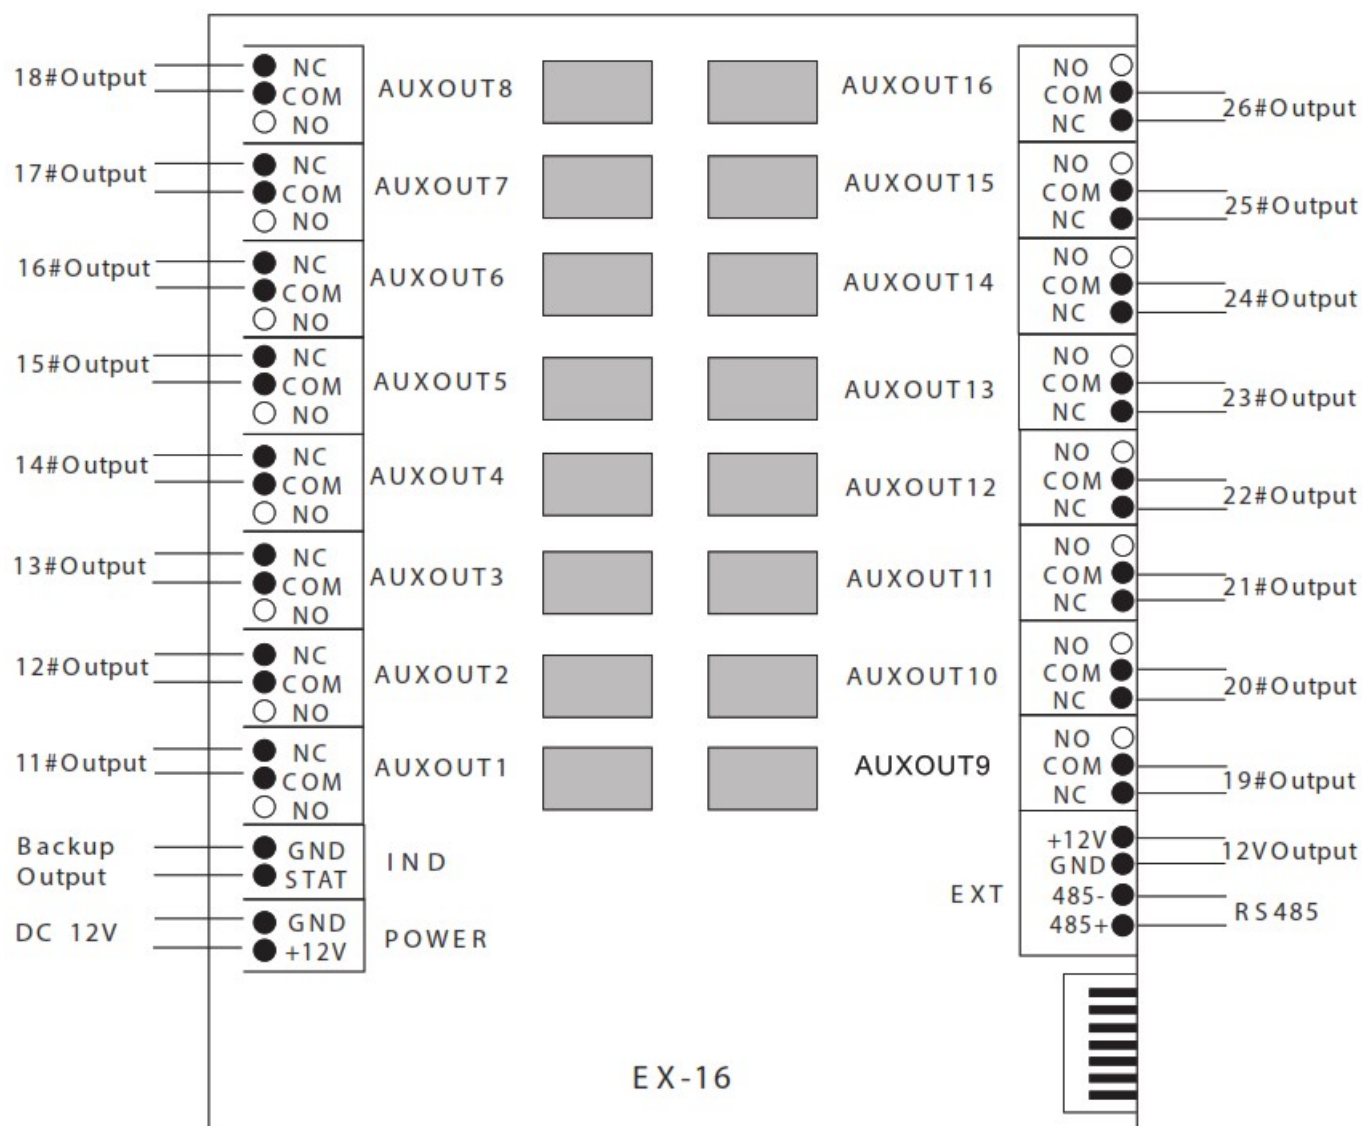 18#Output
NC
COM
NO
AUXOUT8
AUXOUT16
NO
COM
NC
26#Output
17#Output
NC
COM
NO
AUXOUT7
AUXOUT15
NO
COM
NC
25#Output
16#Output
NC
COM
NO
AUXOUT6
AUXOUT14
NO
COM
NC
24#Output
15#Output
NC
COM
NO
AUXOUT5
AUXOUT13
NO
COM
NC
23#Output
14#Output
NC
COM
NO
AUXOUT4
AUXOUT12
NO
COM
NC
22#Output
13#Output
NC
COM
NO
AUXOUT3
AUXOUT11
NO
COM
NC
21#Output
12#Output
NC
COM
NO
AUXOUT2
AUXOUT10
NO
COM
NC
20#Output
11#Output
NC
COM
NO
AUXOUT1
AUXOUT9
NO
COM
NC
19#Output
Backup
Output
GND
STAT
IND
DC 12V
GND
+12V
POWER
EXT
+12V
GND
485-
485+
12VOutput
RS485
EX-16